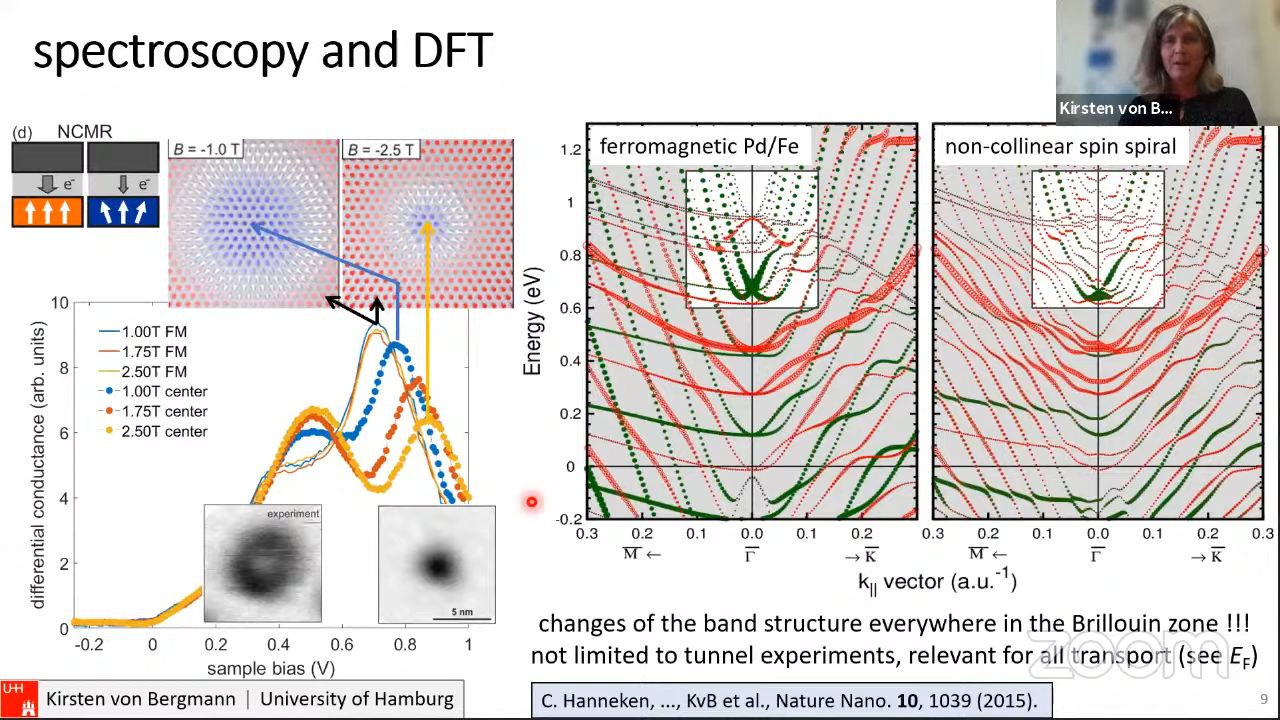 spectroscopy and DFT
Kirsten von B...
(d) NCMR
e⁻ e⁻
B = -1.0 T
B = -2.5 T
10
8
6
4
2
0
differential conductance (arb. units)
1.00T FM
1.75T FM
2.50T FM
1.00T center
1.75T center
2.50T center
experiment
5 nm
-0.2 0 0.2 0.4 0.6 0.8 1
sample bias (V)
ferromagnetic Pd/Fe
non-collinear spin spiral
Energy (eV)
1.2
1
0.8
0.6
0.4
0.2
0
-0.2
0.3 0.2 0.1 0.0 0.1 0.2 0.3 0.2 0.1 0.0 0.1 0.2 0.3
M̅ ← Γ̅ → K̅ M̅ ← Γ̅ → K̅
k|| vector (a.u.⁻¹)
changes of the band structure everywhere in the Brillouin zone !!!
not limited to tunnel experiments, relevant for all transport (see EF)
zoom
UHH
Kirsten von Bergmann | University of Hamburg
C. Hanneken, ..., KvB et al., Nature Nano. 10, 1039 (2015).
9